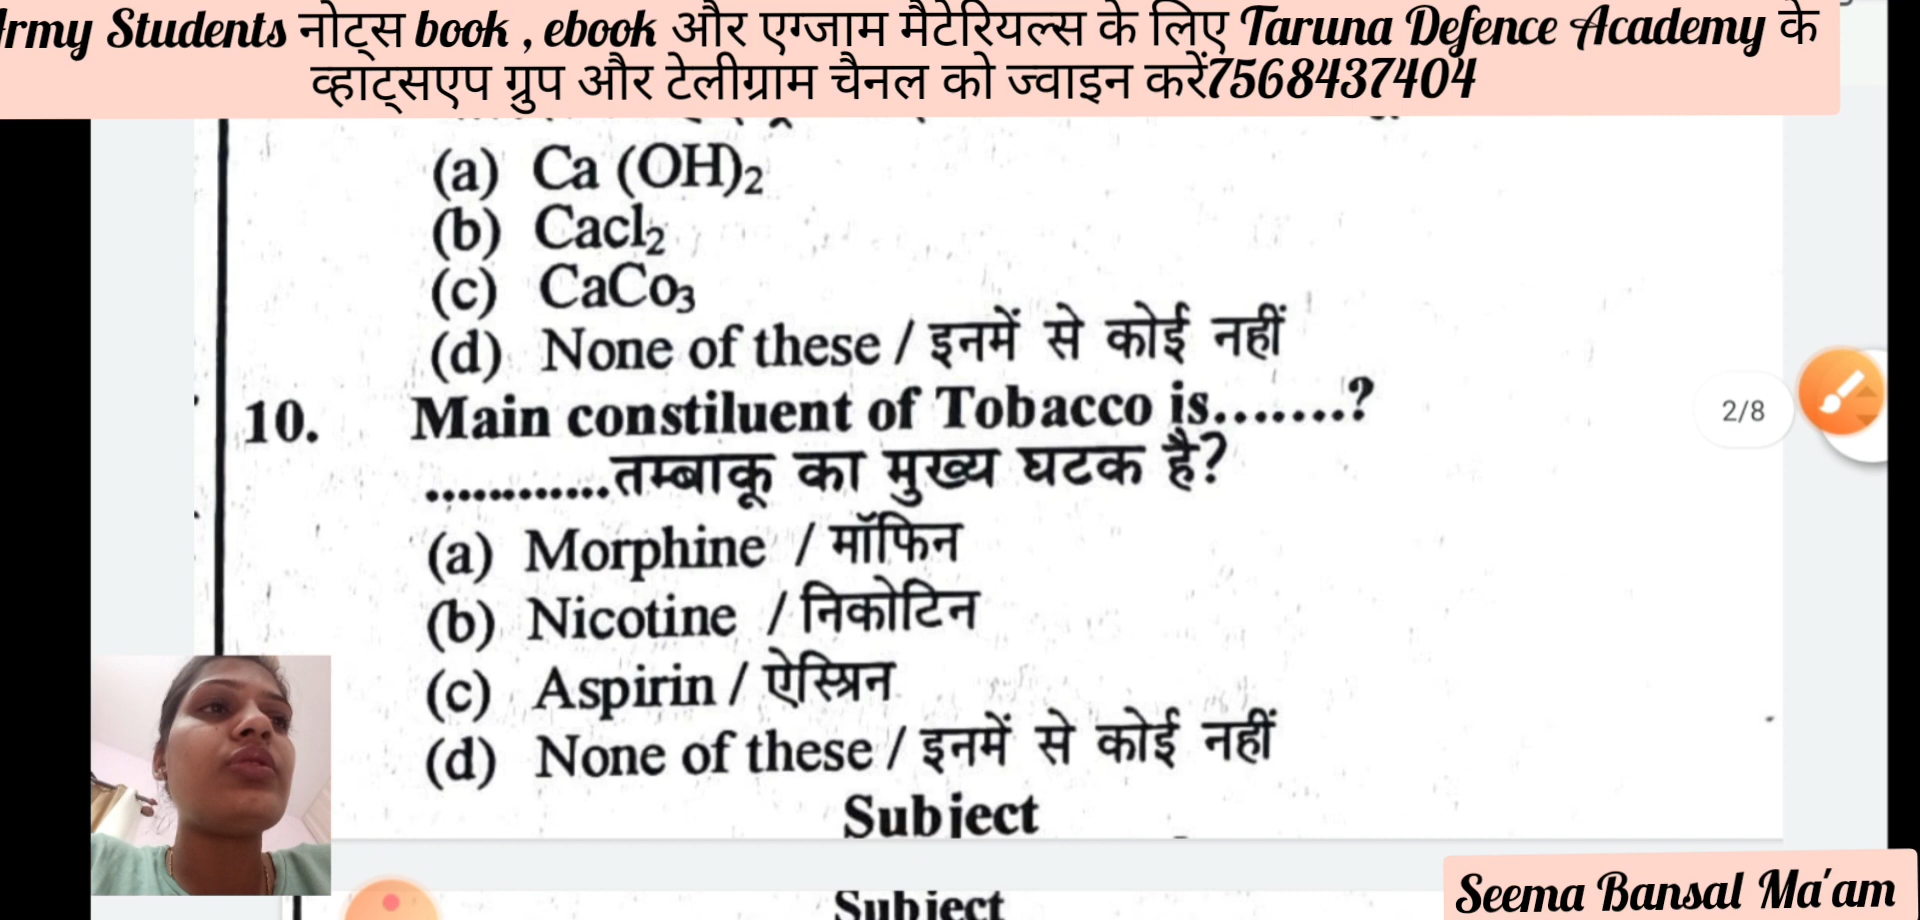 Students नोट्स book , ebook और एग्जाम मैटेरियल्स के लिए Taruna Defence Academy के
व्हाट्सएप ग्रुप और टेलीग्राम चैनल को ज्वाइन करें7568437404
(a) Ca (OH)₂
(b) Cacl₂
(c) CaCo₃
(d) None of these / इनमें से कोई नहीं
10. Main constiluent of Tobacco is.......?
............तम्बाकू का मुख्य घटक है?
(a) Morphine / मॉफिन
(b) Nicotine / निकोटिन
(c) Aspirin / ऐस्प्रिन
(d) None of these / इनमें से कोई नहीं
Subject
2/8
Subject
Seema Bansal Ma'am